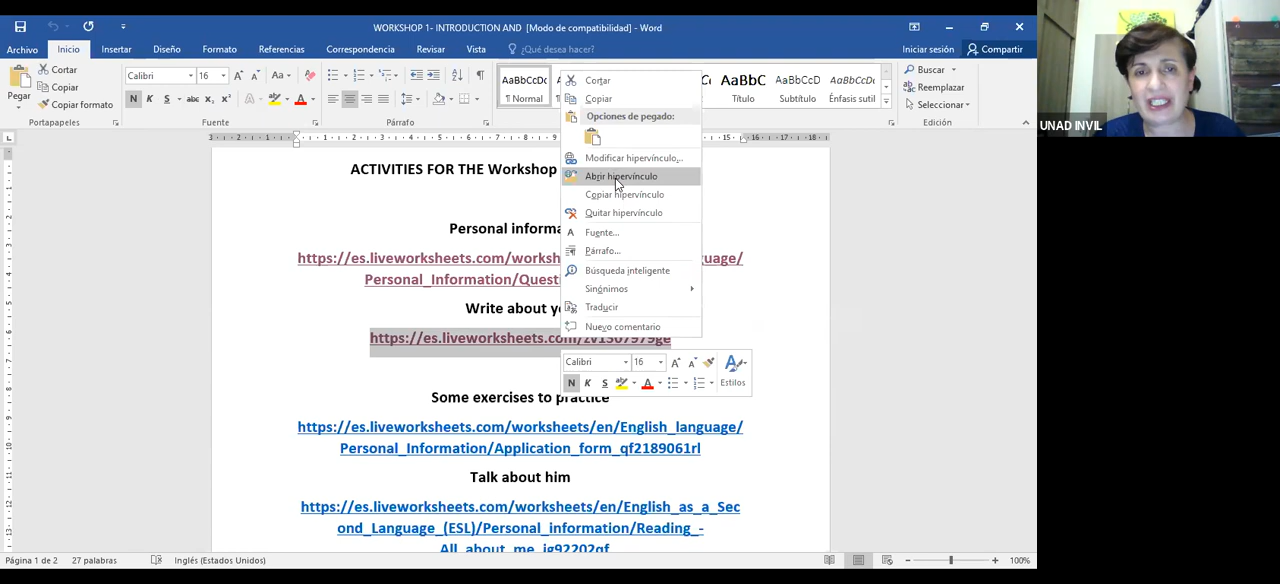 WORKSHOP 1- INTRODUCTION AND [Modo de compatibilidad] - Word
Archivo Inicio Insertar Diseño Formato Referencias Correspondencia Revisar Vista ¿Qué desea hacer? Iniciar sesión Compartir
Pegar
Cortar
Copiar
Copiar formato
Portapapeles
Calibri 16
N K S abc x₂ x²
Fuente
Párrafo
AaBbCcDc
¶ Normal
AaBbC
Título
AaBbCcD
Subtítulo
AaBbCcDc
Énfasis sutil
Buscar
Reemplazar
Seleccionar
Edición
UNAD INVIL
Cortar
Copiar
Opciones de pegado:
Modificar hipervínculo...
Abrir hipervínculo
Copiar hipervínculo
Quitar hipervínculo
Fuente...
Párrafo...
Búsqueda inteligente
Sinónimos
Traducir
Nuevo comentario
Calibri 16
N K S
Estilos
ACTIVITIES FOR THE Workshop
Personal informa
https://es.liveworksheets.com/worksh uage/
Personal_Information/Quest
Write about yo
https://es.liveworksheets.com/zv1507979ge
Some exercises to practice
https://es.liveworksheets.com/worksheets/en/English_language/
Personal_Information/Application_form_qf2189061rl
Talk about him
https://es.liveworksheets.com/worksheets/en/English_as_a_Sec
ond_Language_(ESL)/Personal_information/Reading_-
All_about_me_jg92202qf
Página 1 de 2 27 palabras Inglés (Estados Unidos) 100%